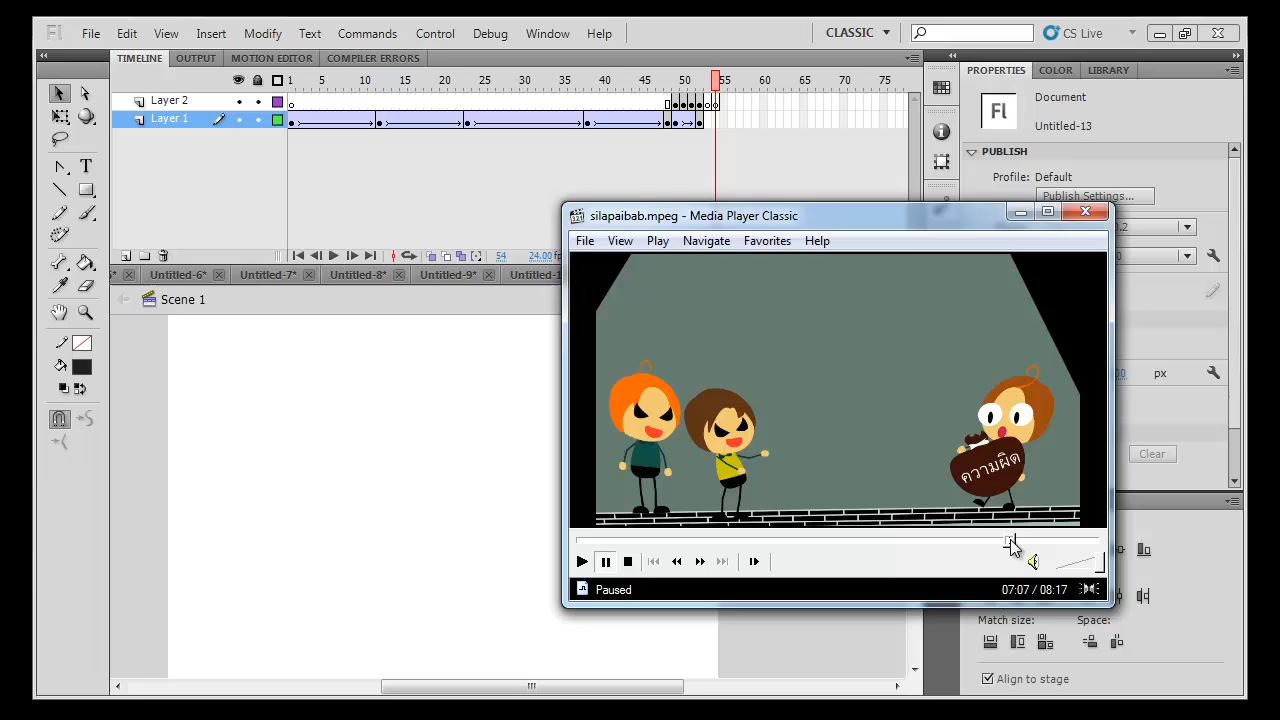 Fl File Edit View Insert Modify Text Commands Control Debug Window Help CLASSIC CS Live
TIMELINE OUTPUT MOTION EDITOR COMPILER ERRORS
PROPERTIES COLOR LIBRARY
1 5 10 15 20 25 30 35 40 45 50 55 60 65 70 75
Layer 2
Layer 1
Fl
Document
Untitled-13
PUBLISH
Profile: Default
Publish Settings...
54 24.00
Untitled-6* Untitled-7* Untitled-8* Untitled-9*
Scene 1
silapaibab.mpeg - Media Player Classic
File View Play Navigate Favorites Help
ความผิด
Paused 07:07 / 08:17
px
Clear
Match size: Space:
Align to stage